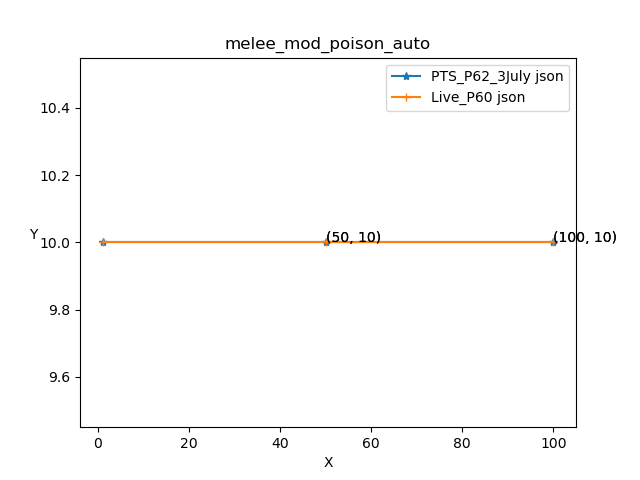 melee_mod_poison_auto
PTS_P62_3July json
Live_P60 json
10.4
10.2
Y
10.0
(50, 10)
(100, 10)
9.8
9.6
0
20
40
60
80
100
X